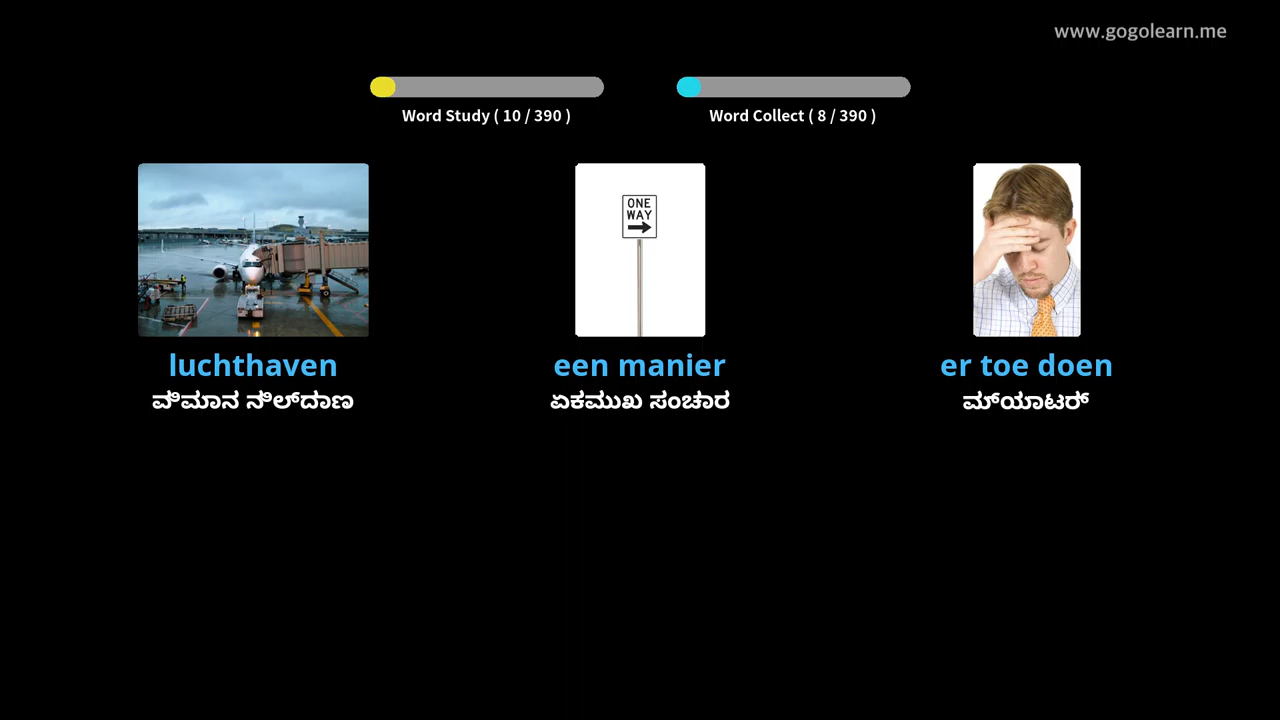 www.gogolearn.me
Word Study ( 10 / 390 )
Word Collect ( 8 / 390 )
ONE
WAY
luchthaven
een manier
er toe doen
ವಿಮಾನ ನಿಲ್‌ದಾಣ
ಏಕಮುಖ ಸಂಚಾರ
ಮ್‌ಯಾಟರ್